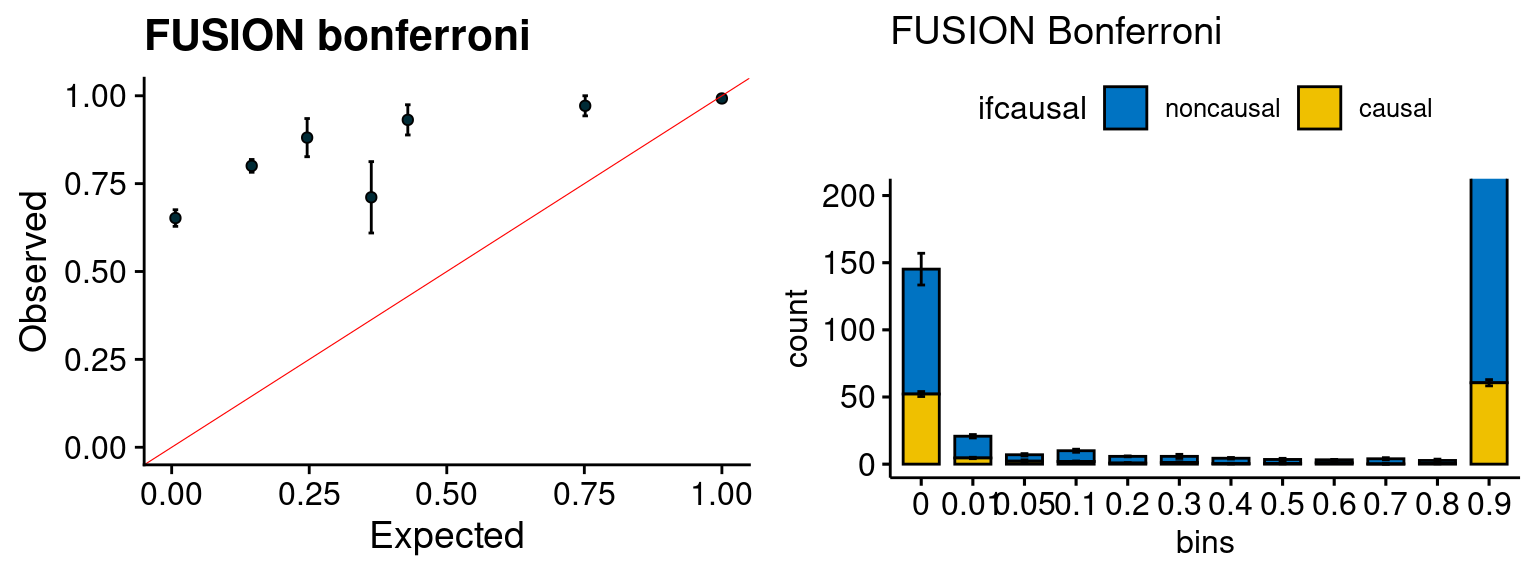 FUSION bonferroni
Observed
1.00
0.75
0.50
0.25
0.00
0.00 0.25 0.50 0.75 1.00
Expected
FUSION Bonferroni
ifcausal noncausal causal
count
200
150
100
50
0
0 0.01 0.05 0.1 0.2 0.3 0.4 0.5 0.6 0.7 0.8 0.9
bins